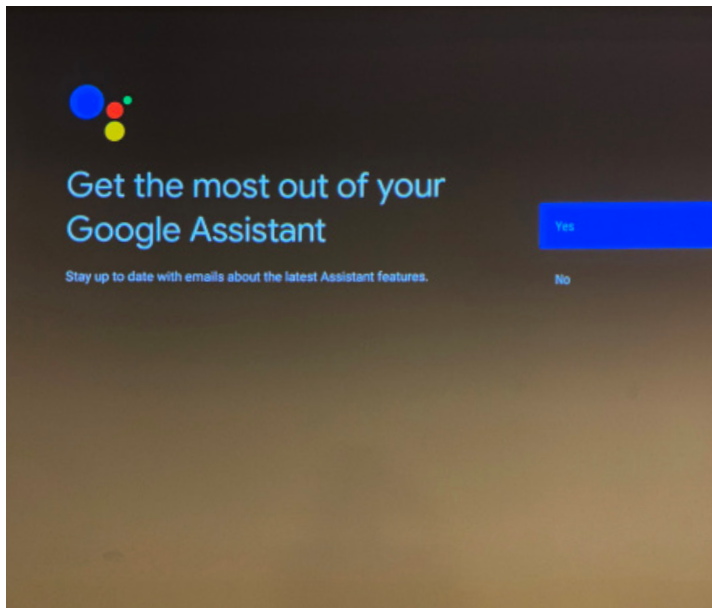 Get the most out of your
Google Assistant
Stay up to date with emails about the latest Assistant features.
Yes
No